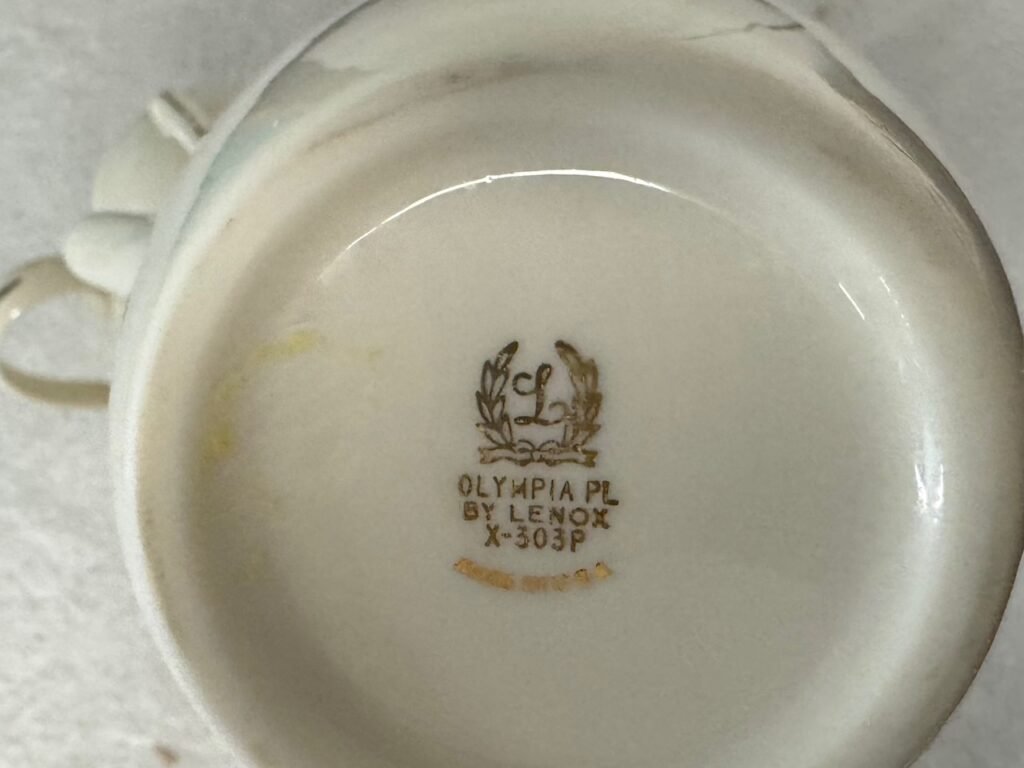 L
OLYMPIA PL
BY LENOX
X-303P